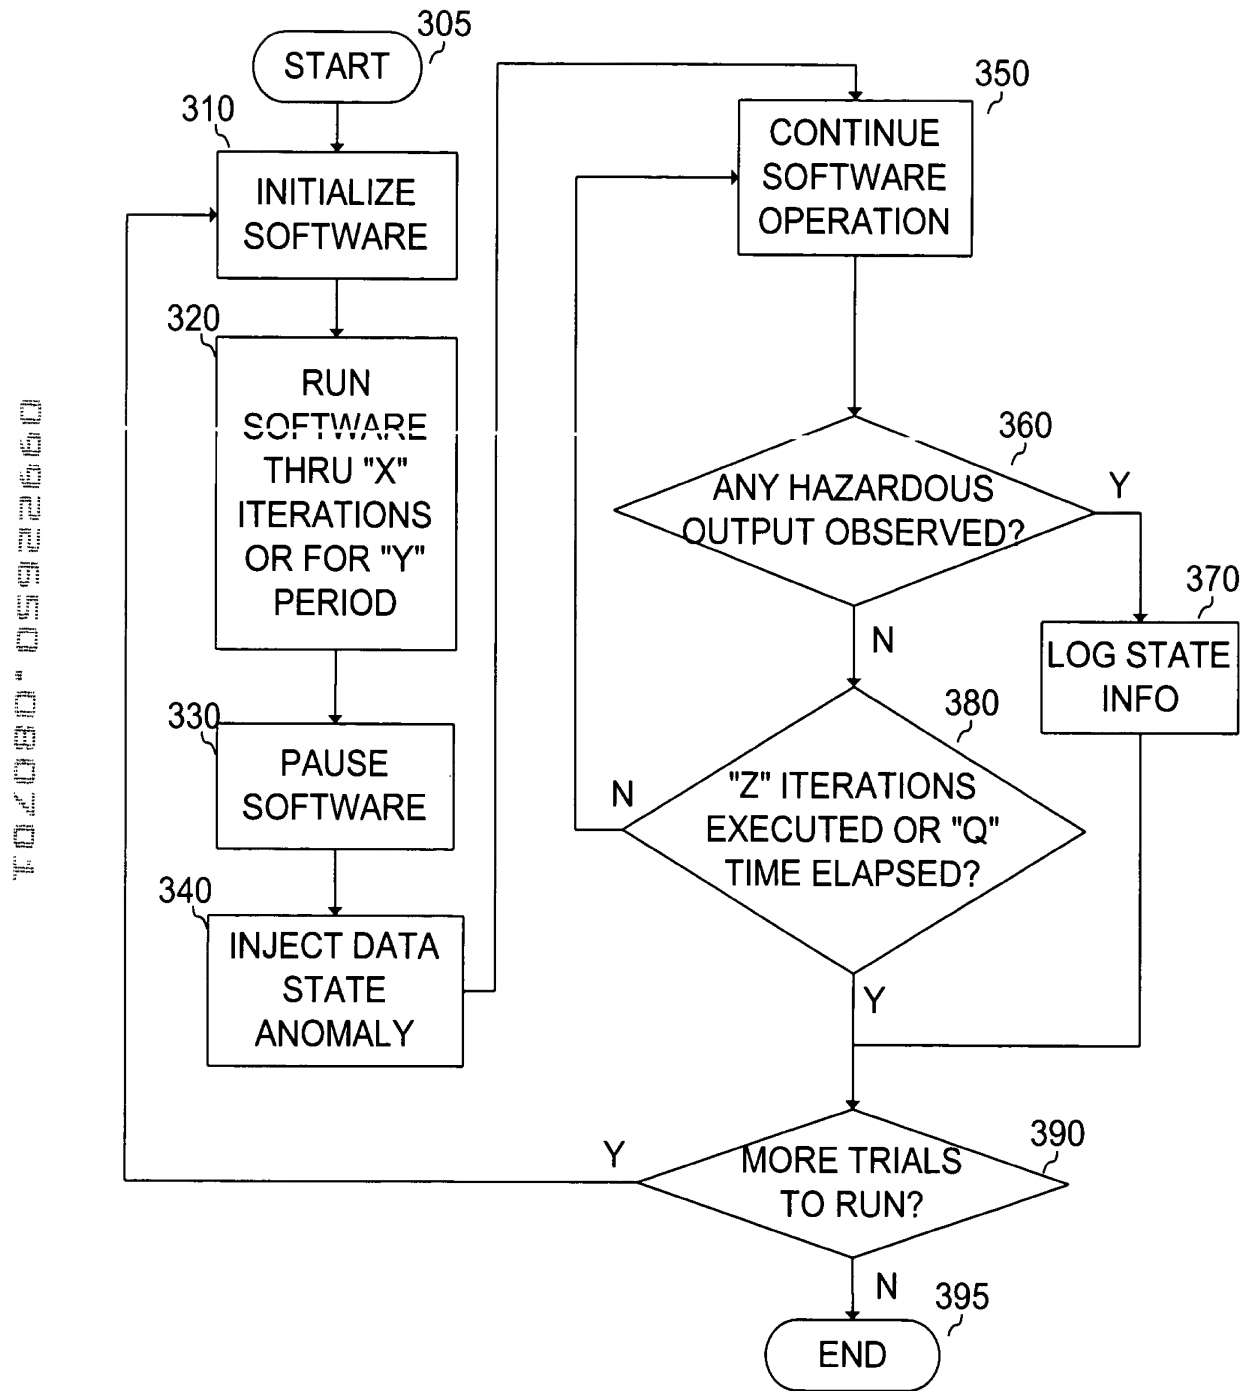 START
305
310
INITIALIZE
SOFTWARE
320
RUN
SOFTWARE
THRU "X"
ITERATIONS
OR FOR "Y"
PERIOD
330
PAUSE
SOFTWARE
340
INJECT DATA
STATE
ANOMALY
350
CONTINUE
SOFTWARE
OPERATION
360
ANY HAZARDOUS
OUTPUT OBSERVED?
Y
N
370
LOG STATE
INFO
380
"Z" ITERATIONS
EXECUTED OR "Q"
TIME ELAPSED?
N
Y
390
MORE TRIALS
TO RUN?
Y
N
395
END
09922650.080701